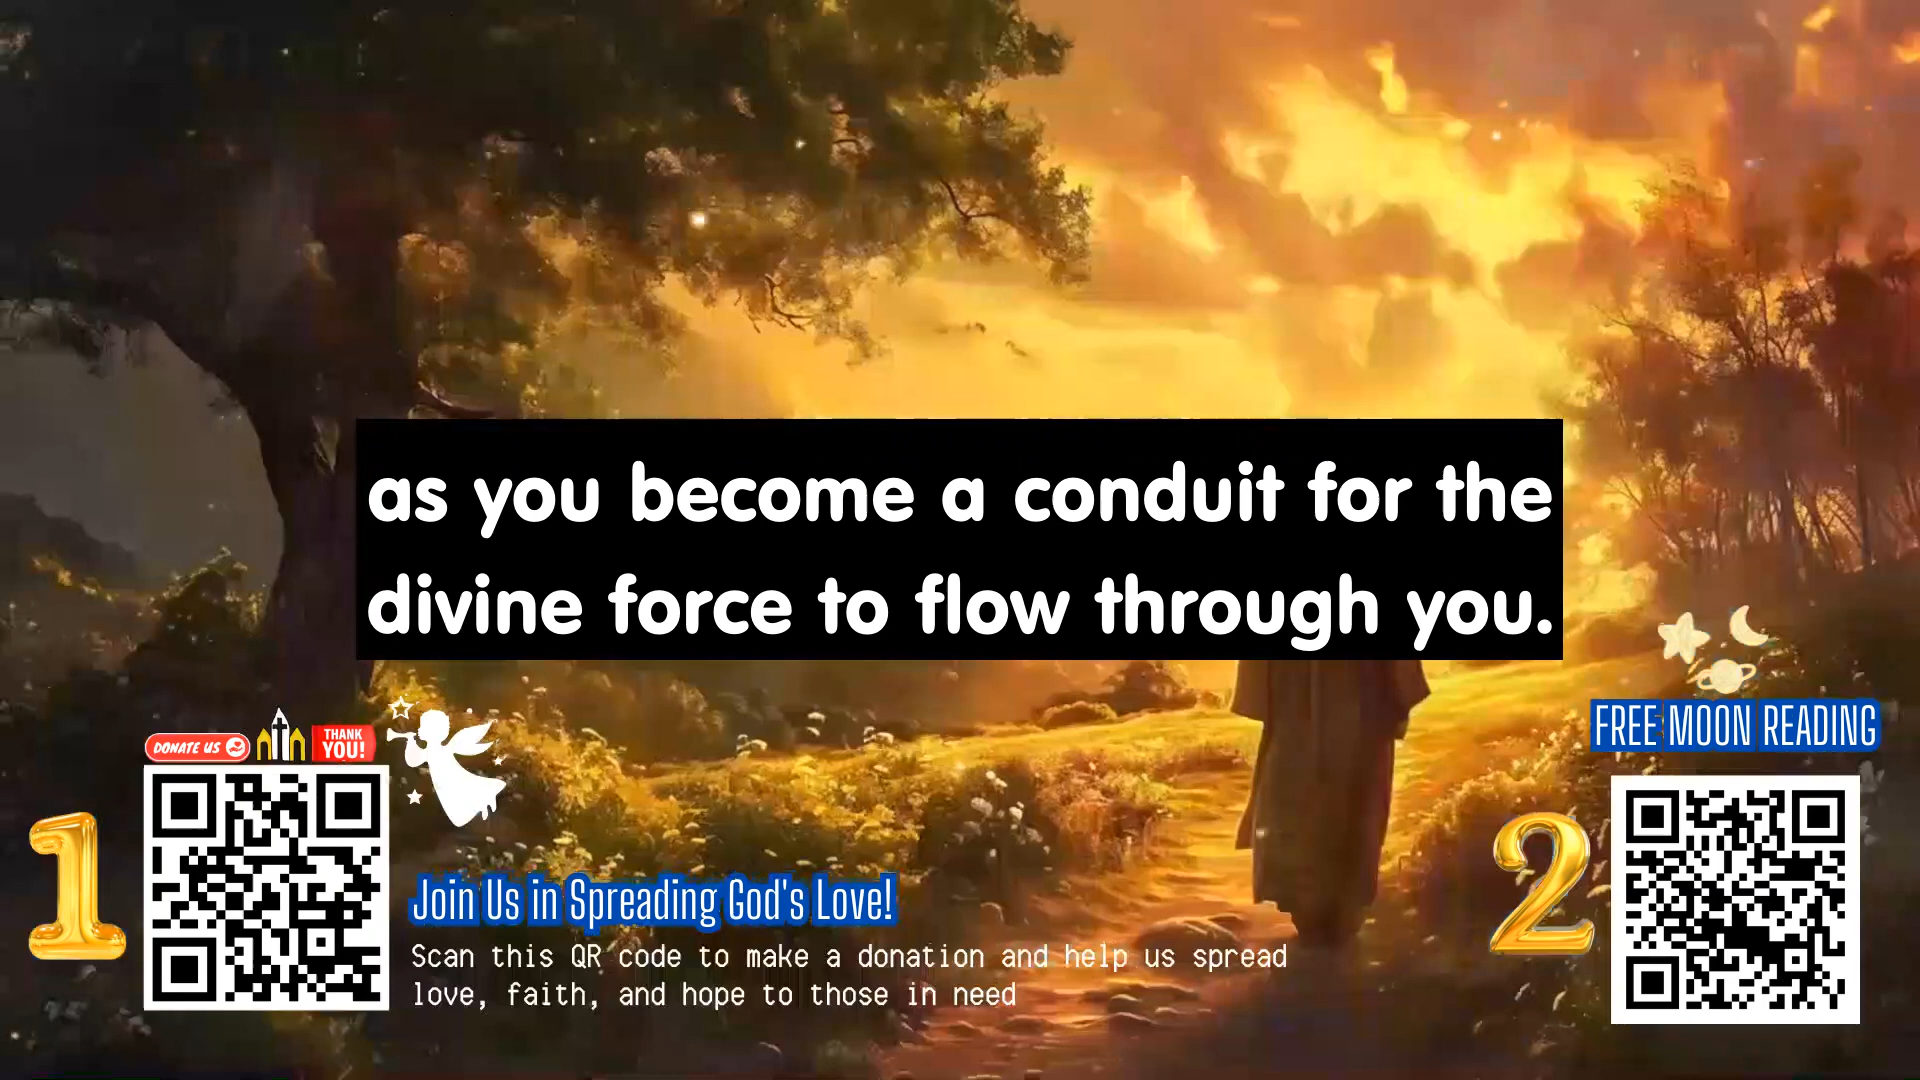 as you become a conduit for the
divine force to flow through you.
FREE MOON READING
DONATE US
THANK
YOU!
1
2
Join Us in Spreading God's Love!
Scan this QR code to make a donation and help us spread
love, faith, and hope to those in need